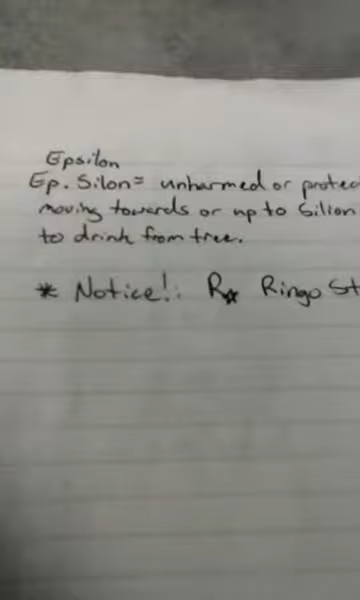 Epsilon
Ep. Silon = unharmed or protec
moving towards or up to Silion
to drink from tree.
* Notice!: R☆ Ringo St